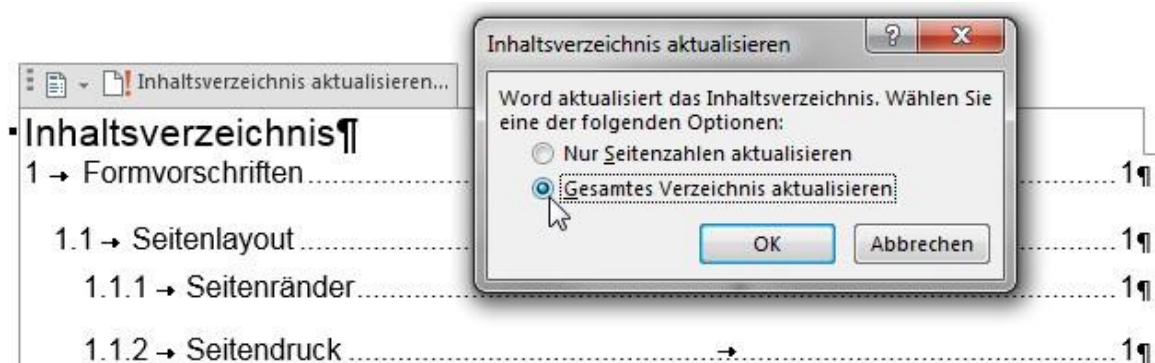 Inhaltsverzeichnis aktualisieren
?
Inhaltsverzeichnis aktualisieren...
Word aktualisiert das Inhaltsverzeichnis. Wählen Sie
eine der folgenden Optionen:
Nur Seitenzahlen aktualisieren
Gesamtes Verzeichnis aktualisieren
OK
Abbrechen
Inhaltsverzeichnis¶
1 → Formvorschriften 1¶
1.1 → Seitenlayout 1¶
1.1.1 → Seitenränder 1¶
1.1.2 → Seitendruck → 1¶